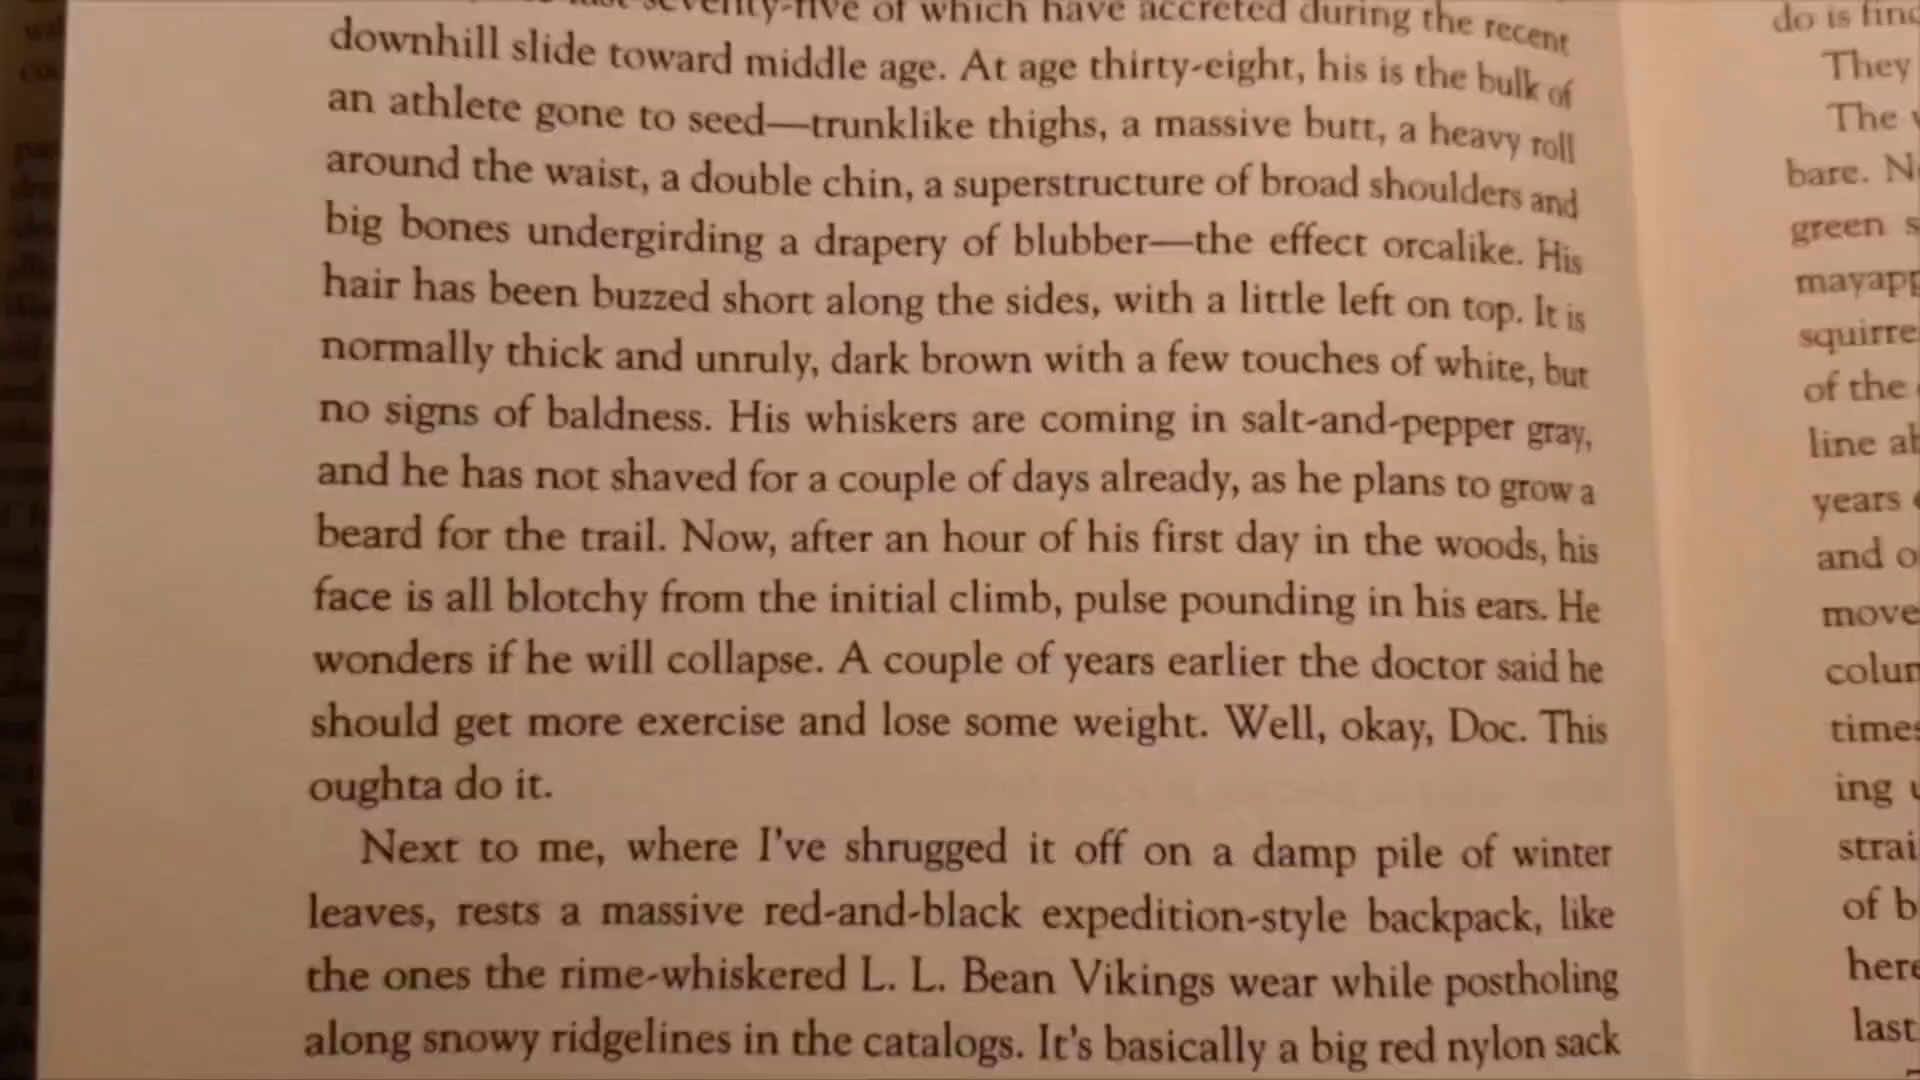 seventy-five of which have accreted during the recent
downhill slide toward middle age. At age thirty-eight, his is the bulk of
an athlete gone to seed—trunklike thighs, a massive butt, a heavy roll
around the waist, a double chin, a superstructure of broad shoulders and
big bones undergirding a drapery of blubber—the effect orcalike. His
hair has been buzzed short along the sides, with a little left on top. It is
normally thick and unruly, dark brown with a few touches of white, but
no signs of baldness. His whiskers are coming in salt-and-pepper gray,
and he has not shaved for a couple of days already, as he plans to grow a
beard for the trail. Now, after an hour of his first day in the woods, his
face is all blotchy from the initial climb, pulse pounding in his ears. He
wonders if he will collapse. A couple of years earlier the doctor said he
should get more exercise and lose some weight. Well, okay, Doc. This
oughta do it.
Next to me, where I've shrugged it off on a damp pile of winter
leaves, rests a massive red-and-black expedition-style backpack, like
the ones the rime-whiskered L. L. Bean Vikings wear while postholing
along snowy ridgelines in the catalogs. It's basically a big red nylon sack
do is
They
The
bare.
green
of the
line
years
and
ing
of
last